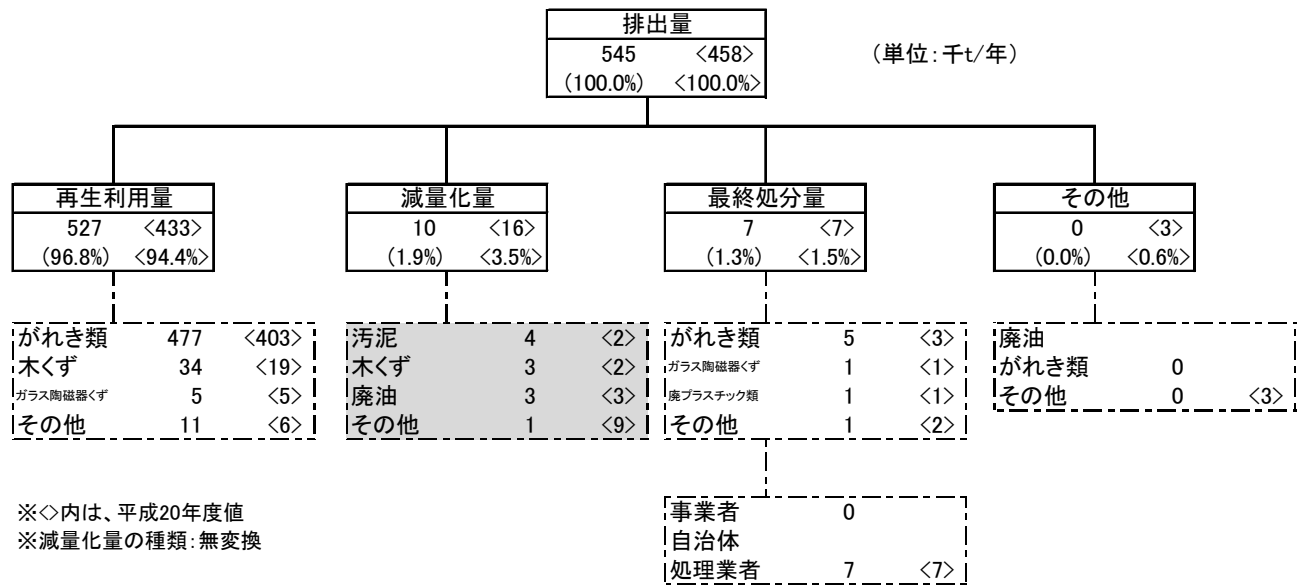 排出量
545 <458>
(100.0%) <100.0%>
(単位:千t/年)
再生利用量
527 <433>
(96.8%) <94.4%>
減量化量
10 <16>
(1.9%) <3.5%>
最終処分量
7 <7>
(1.3%) <1.5%>
その他
0 <3>
(0.0%) <0.6%>
がれき類 477 <403>
木くず 34 <19>
ガラス陶磁器くず 5 <5>
その他 11 <6>
汚泥 4 <2>
木くず 3 <2>
廃油 3 <3>
その他 1 <9>
がれき類 5 <3>
ガラス陶磁器くず 1 <1>
廃プラスチック類 1 <1>
その他 1 <2>
廃油
がれき類 0
その他 0 <3>
事業者 0
自治体
処理業者 7 <7>
※<>内は、平成20年度値
※減量化量の種類:無変換